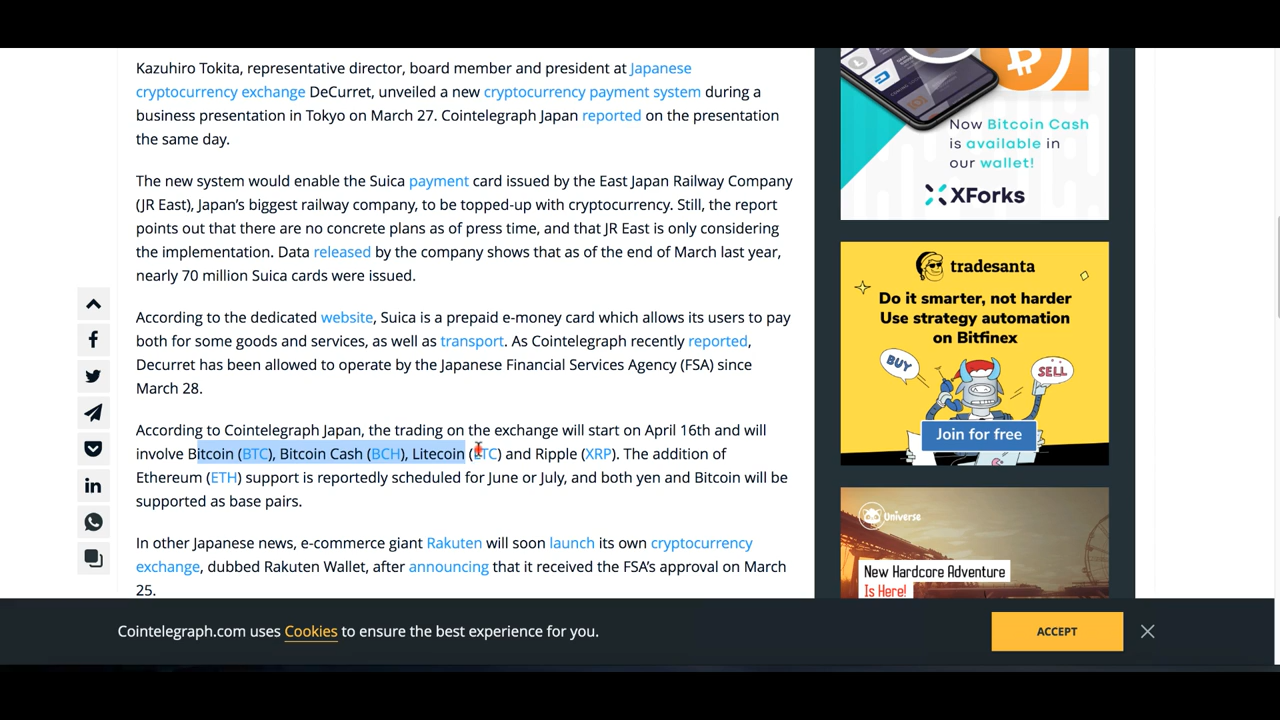 Kazuhiro Tokita, representative director, board member and president at Japanese
cryptocurrency exchange DeCurret, unveiled a new cryptocurrency payment system during a
business presentation in Tokyo on March 27. Cointelegraph Japan reported on the presentation
the same day.
The new system would enable the Suica payment card issued by the East Japan Railway Company
(JR East), Japan's biggest railway company, to be topped-up with cryptocurrency. Still, the report
points out that there are no concrete plans as of press time, and that JR East is only considering
the implementation. Data released by the company shows that as of the end of March last year,
nearly 70 million Suica cards were issued.
According to the dedicated website, Suica is a prepaid e-money card which allows its users to pay
both for some goods and services, as well as transport. As Cointelegraph recently reported,
Decurret has been allowed to operate by the Japanese Financial Services Agency (FSA) since
March 28.
According to Cointelegraph Japan, the trading on the exchange will start on April 16th and will
involve Bitcoin (BTC), Bitcoin Cash (BCH), Litecoin (LTC) and Ripple (XRP). The addition of
Ethereum (ETH) support is reportedly scheduled for June or July, and both yen and Bitcoin will be
supported as base pairs.
In other Japanese news, e-commerce giant Rakuten will soon launch its own cryptocurrency
exchange, dubbed Rakuten Wallet, after announcing that it received the FSA's approval on March
25.
Now Bitcoin Cash
is available in
our wallet!
XForks
tradesanta
Do it smarter, not harder
Use strategy automation
on Bitfinex
BUY
SELL
Join for free
Universe
New Hardcore Adventure
Is Here!
Cointelegraph.com uses Cookies to ensure the best experience for you.
ACCEPT